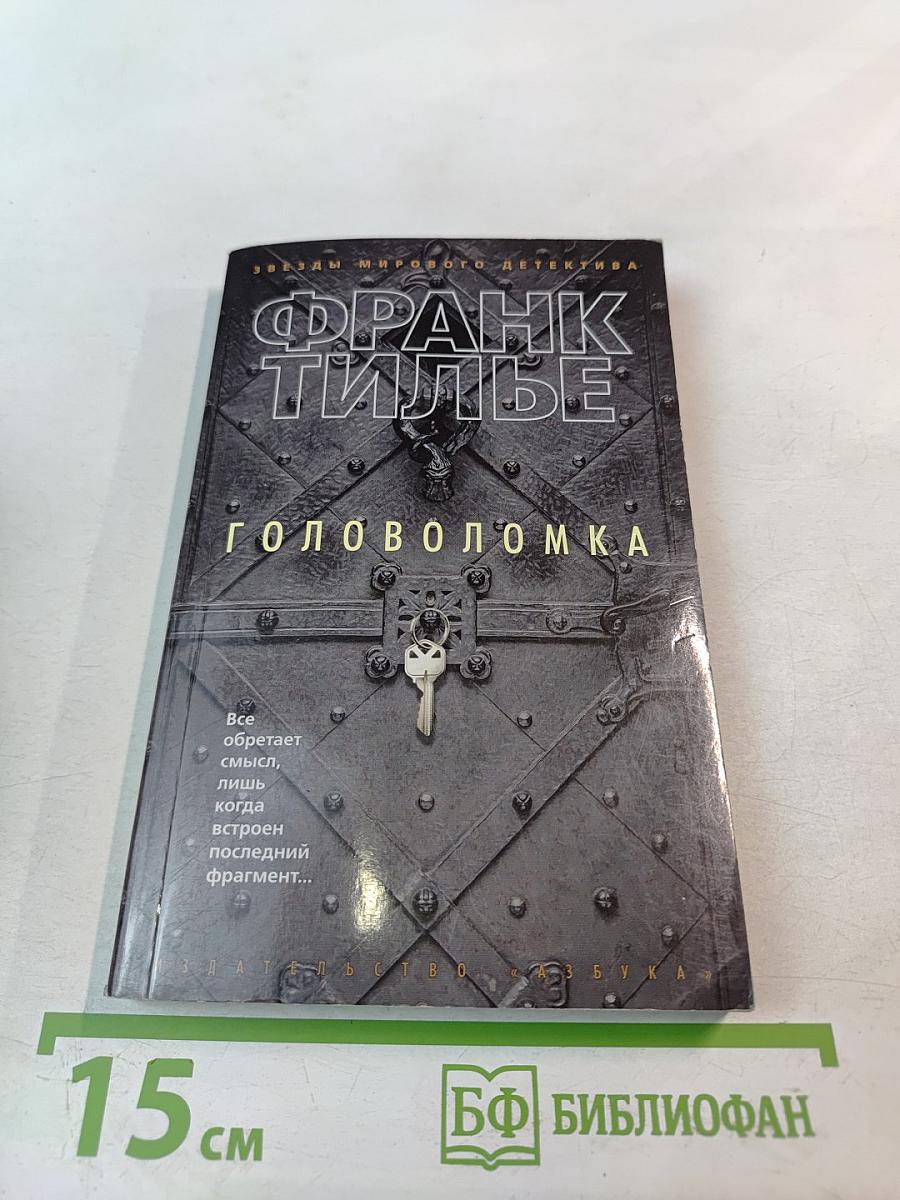 ЗВЕЗДЫ МИРОВОГО ДЕТЕКТИВА
ФРАНК
ТИЛЬЕ
ГОЛОВОЛОМКА
Все
обретает
смысл,
лишь
когда
встроен
последний
фрагмент...
ИЗДАТЕЛЬСТВО «АЗБУКА»
15 см
БФ БИБЛИОФАН